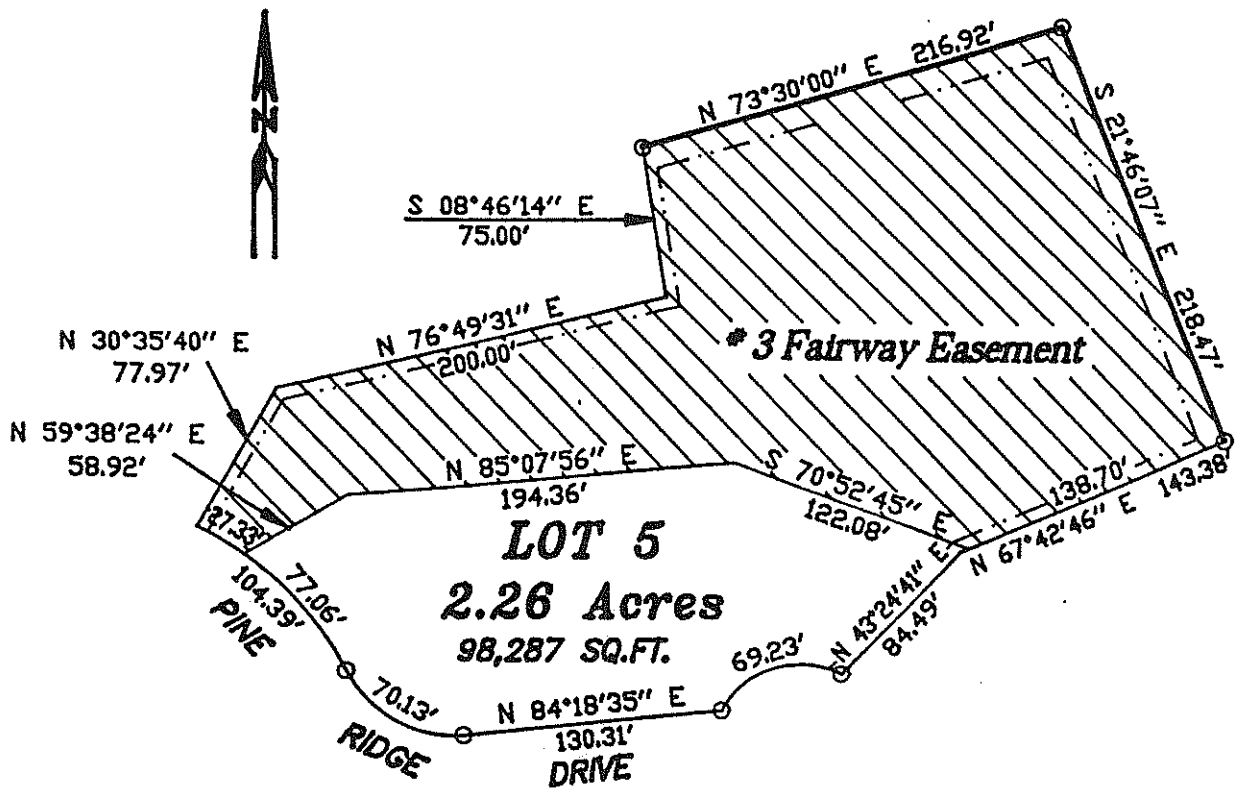 N
N 73°30'00" E 216.92'
S 21°46'07" E 218.47'
S 08°46'14" E
75.00'
N 76°49'31" E
200.00'
# 3 Fairway Easement
N 30°35'40" E
77.97'
N 59°38'24" E
58.92'
N 85°07'56" E
194.36'
S 70°52'45" E
122.08'
138.70'
N 67°42'46" E 143.38'
27.33'
77.06'
104.39'
PINE
LOT 5
2.26 Acres
98,287 SQ.FT.
N 43°24'41" E
84.49'
69.23'
70.13'
N 84°18'35" E
130.31'
RIDGE
DRIVE